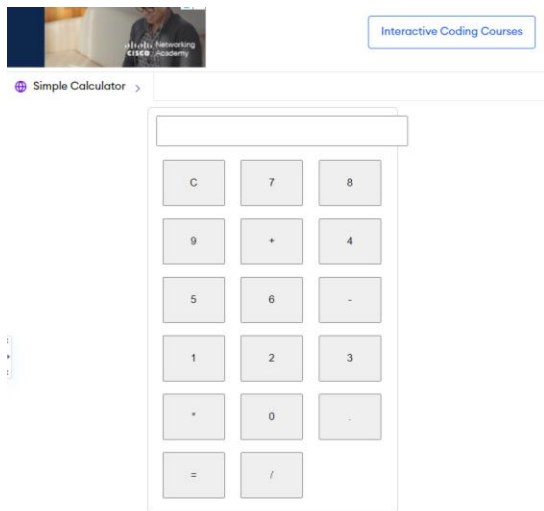 Networking
CISCO Academy
Interactive Coding Courses
Simple Calculator
C 7 8
9 + 4
5 6 -
1 2 3
* 0 .
= /